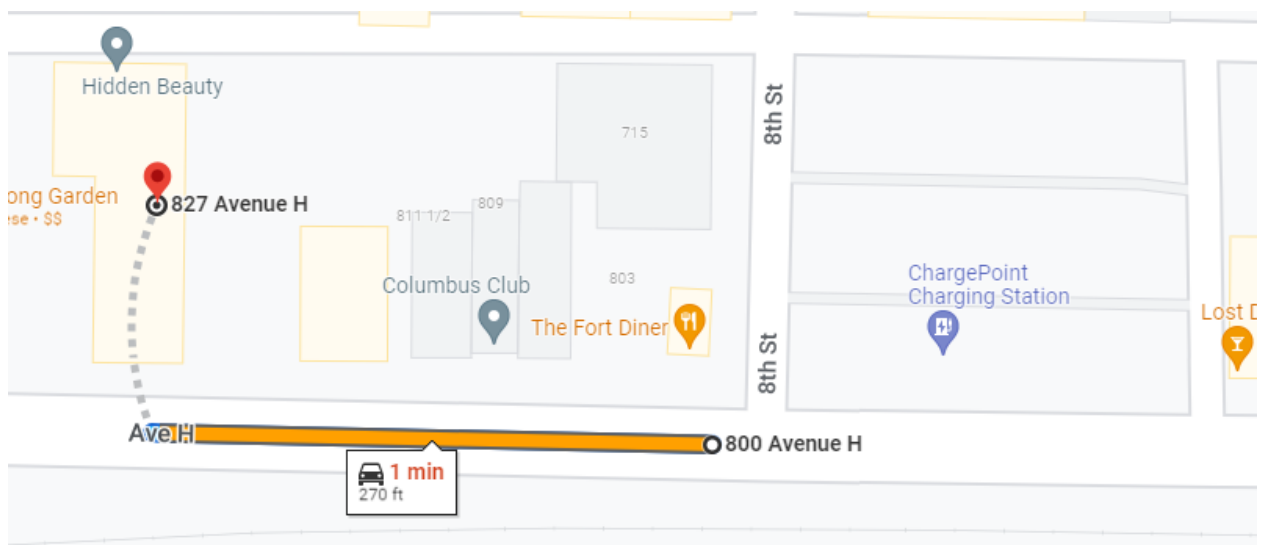 Hidden Beauty
8th St
715
ong Garden
ese • $$
827 Avenue H
811 1/2
809
803
Columbus Club
The Fort Diner
ChargePoint
Charging Station
Lost D
8th St
Ave H
800 Avenue H
1 min
270 ft